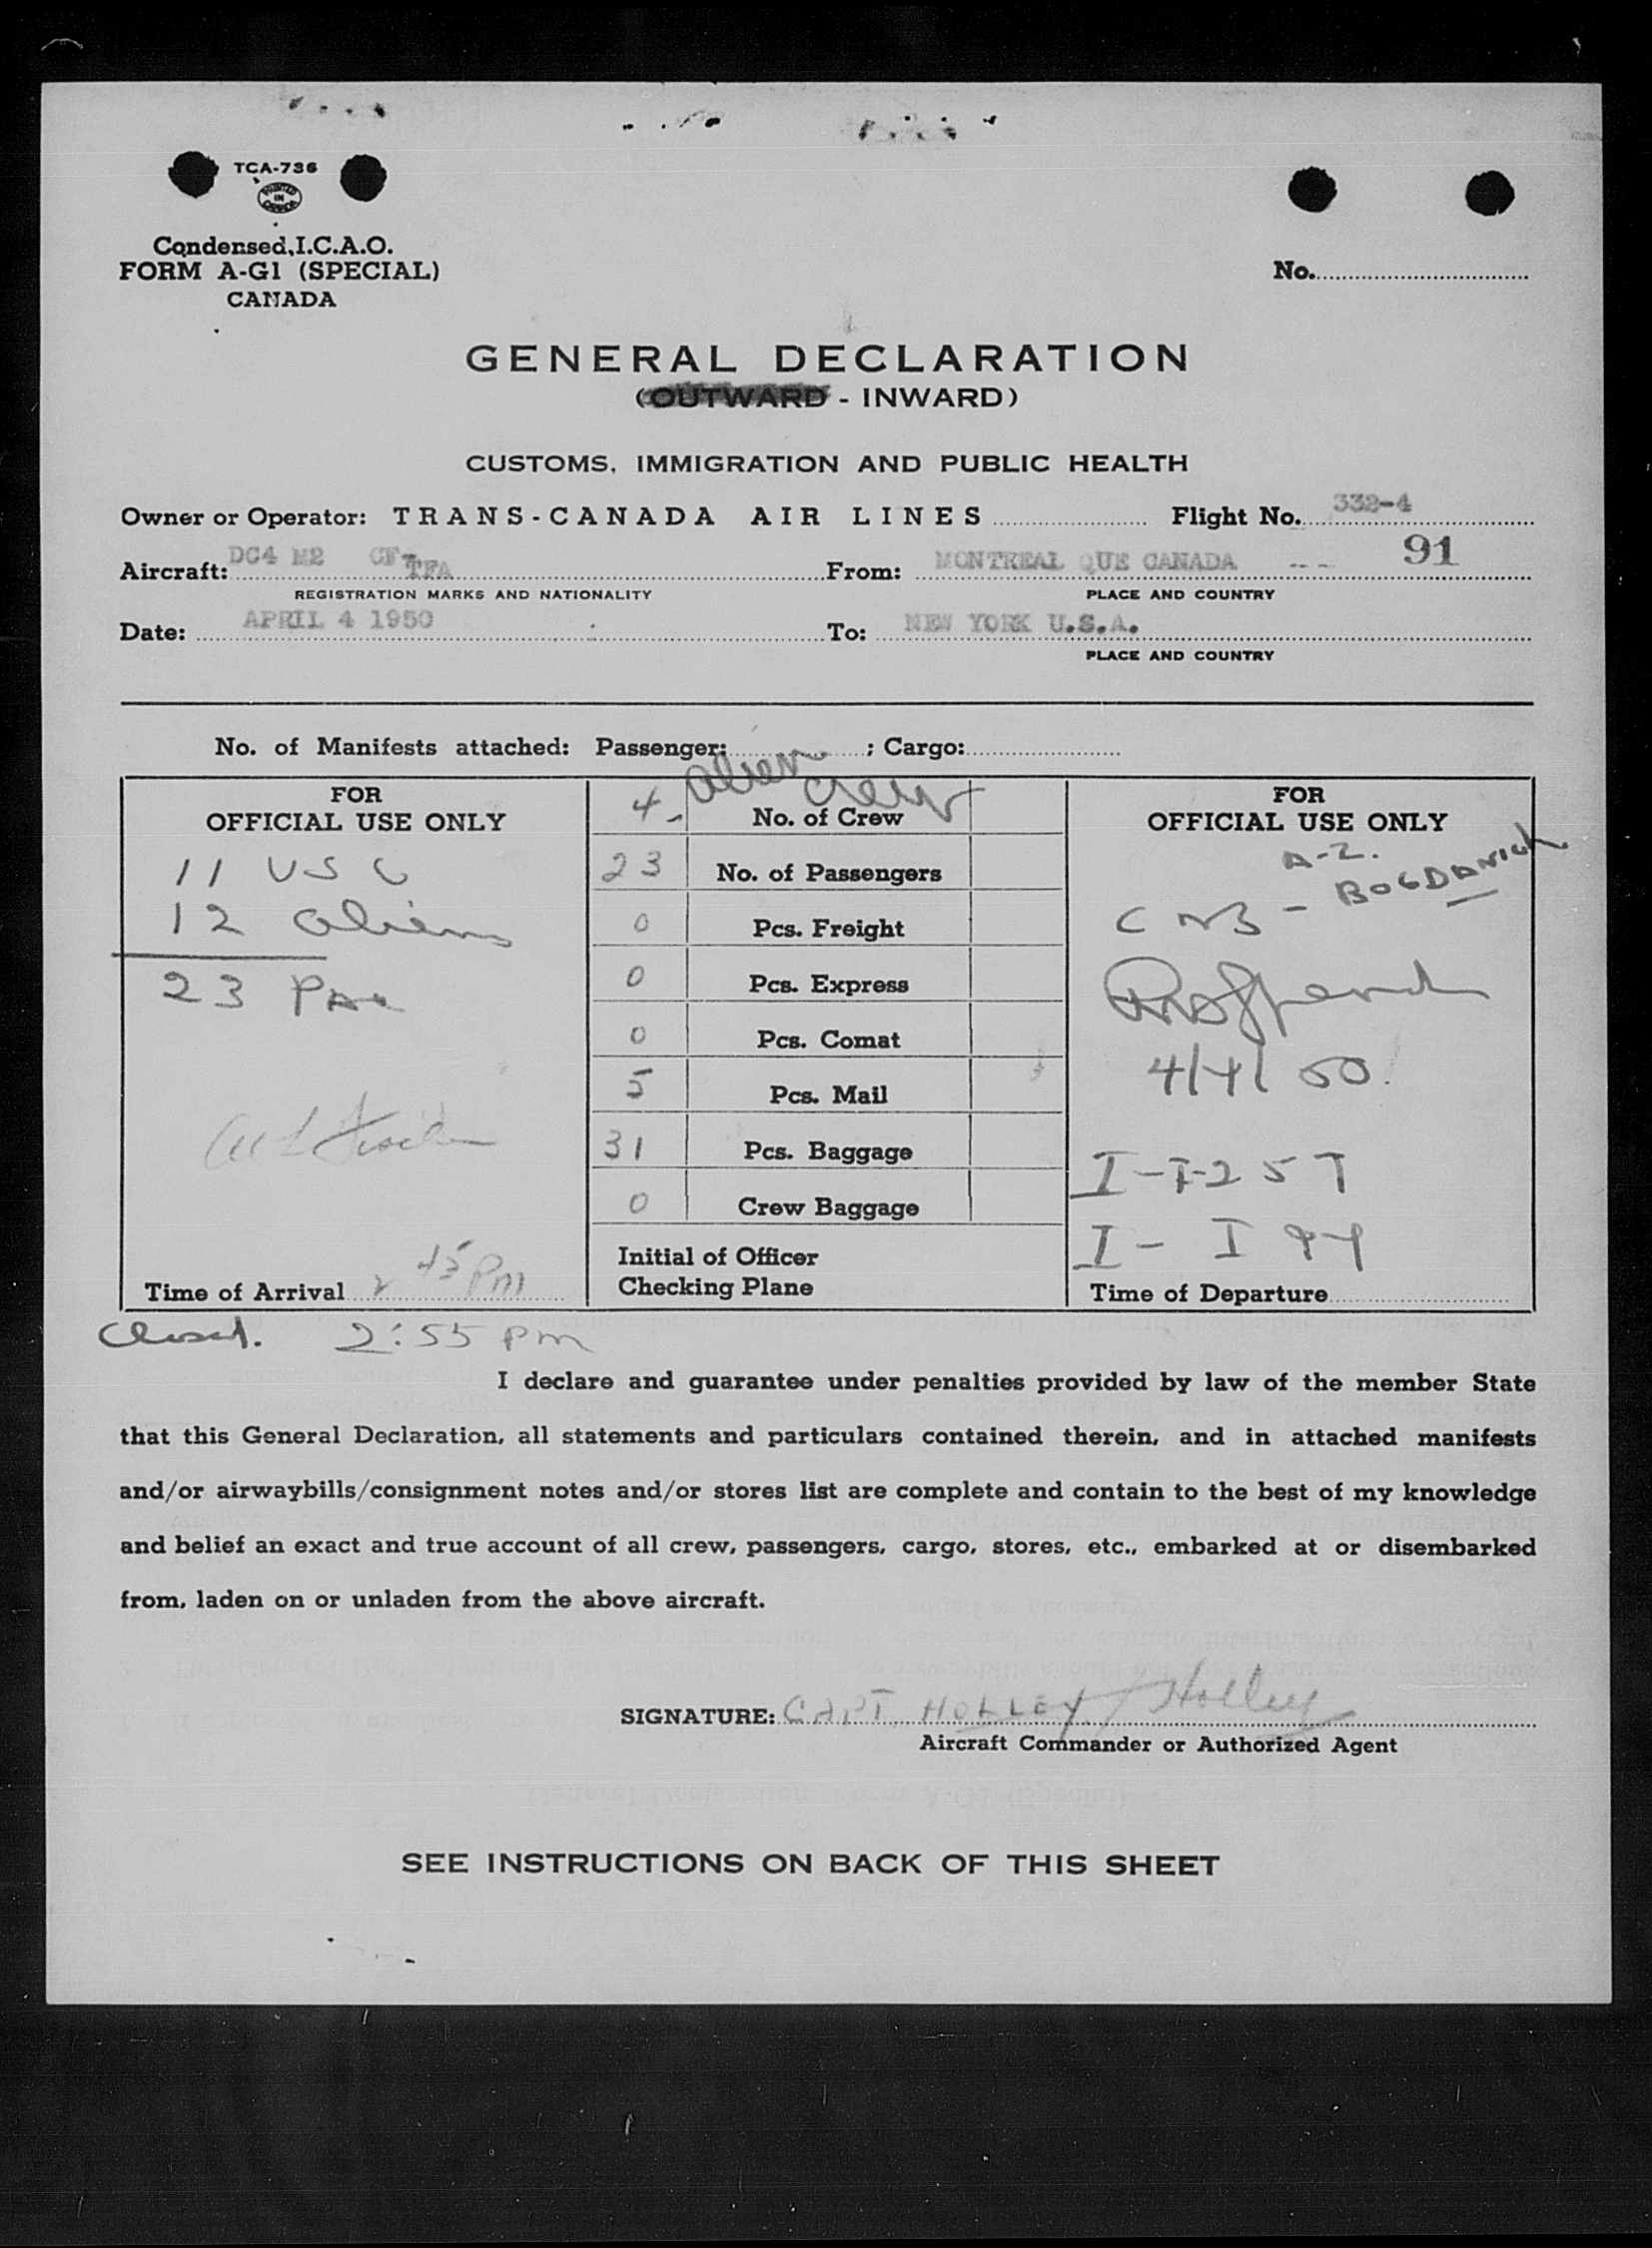 TCA-736
PRINTED IN CANADA
Condensed, I.C.A.O.
FORM A-G1 (SPECIAL)
CANADA
No.
GENERAL DECLARATION
(OUTWARD - INWARD)
CUSTOMS, IMMIGRATION AND PUBLIC HEALTH
Owner or Operator: TRANS-CANADA AIR LINES Flight No. 332-4
91
Aircraft: DC4 M2 CF-TFA From: MONTREAL QUE CANADA
REGISTRATION MARKS AND NATIONALITY PLACE AND COUNTRY
Date: APRIL 4 1950 To: NEW YORK U.S.A.
PLACE AND COUNTRY
No. of Manifests attached: Passenger: ; Cargo:
FOR
OFFICIAL USE ONLY
11 USC
12 aliens
23 Pax
Time of Arrival 2 45 Pm
alien crew
4 - No. of Crew
23 No. of Passengers
0 Pcs. Freight
0 Pcs. Express
0 Pcs. Comat
5 Pcs. Mail
31 Pcs. Baggage
0 Crew Baggage
Initial of Officer
Checking Plane
FOR
OFFICIAL USE ONLY
A-2.
- BOGDANICH
4/4/50
Time of Departure
Closed. 2:55 pm
I declare and guarantee under penalties provided by law of the member State
that this General Declaration, all statements and particulars contained therein, and in attached manifests
and/or airwaybills/consignment notes and/or stores list are complete and contain to the best of my knowledge
and belief an exact and true account of all crew, passengers, cargo, stores, etc., embarked at or disembarked
from, laden on or unladen from the above aircraft.
SIGNATURE: CAPT. HOLLEY / Holley
Aircraft Commander or Authorized Agent
SEE INSTRUCTIONS ON BACK OF THIS SHEET